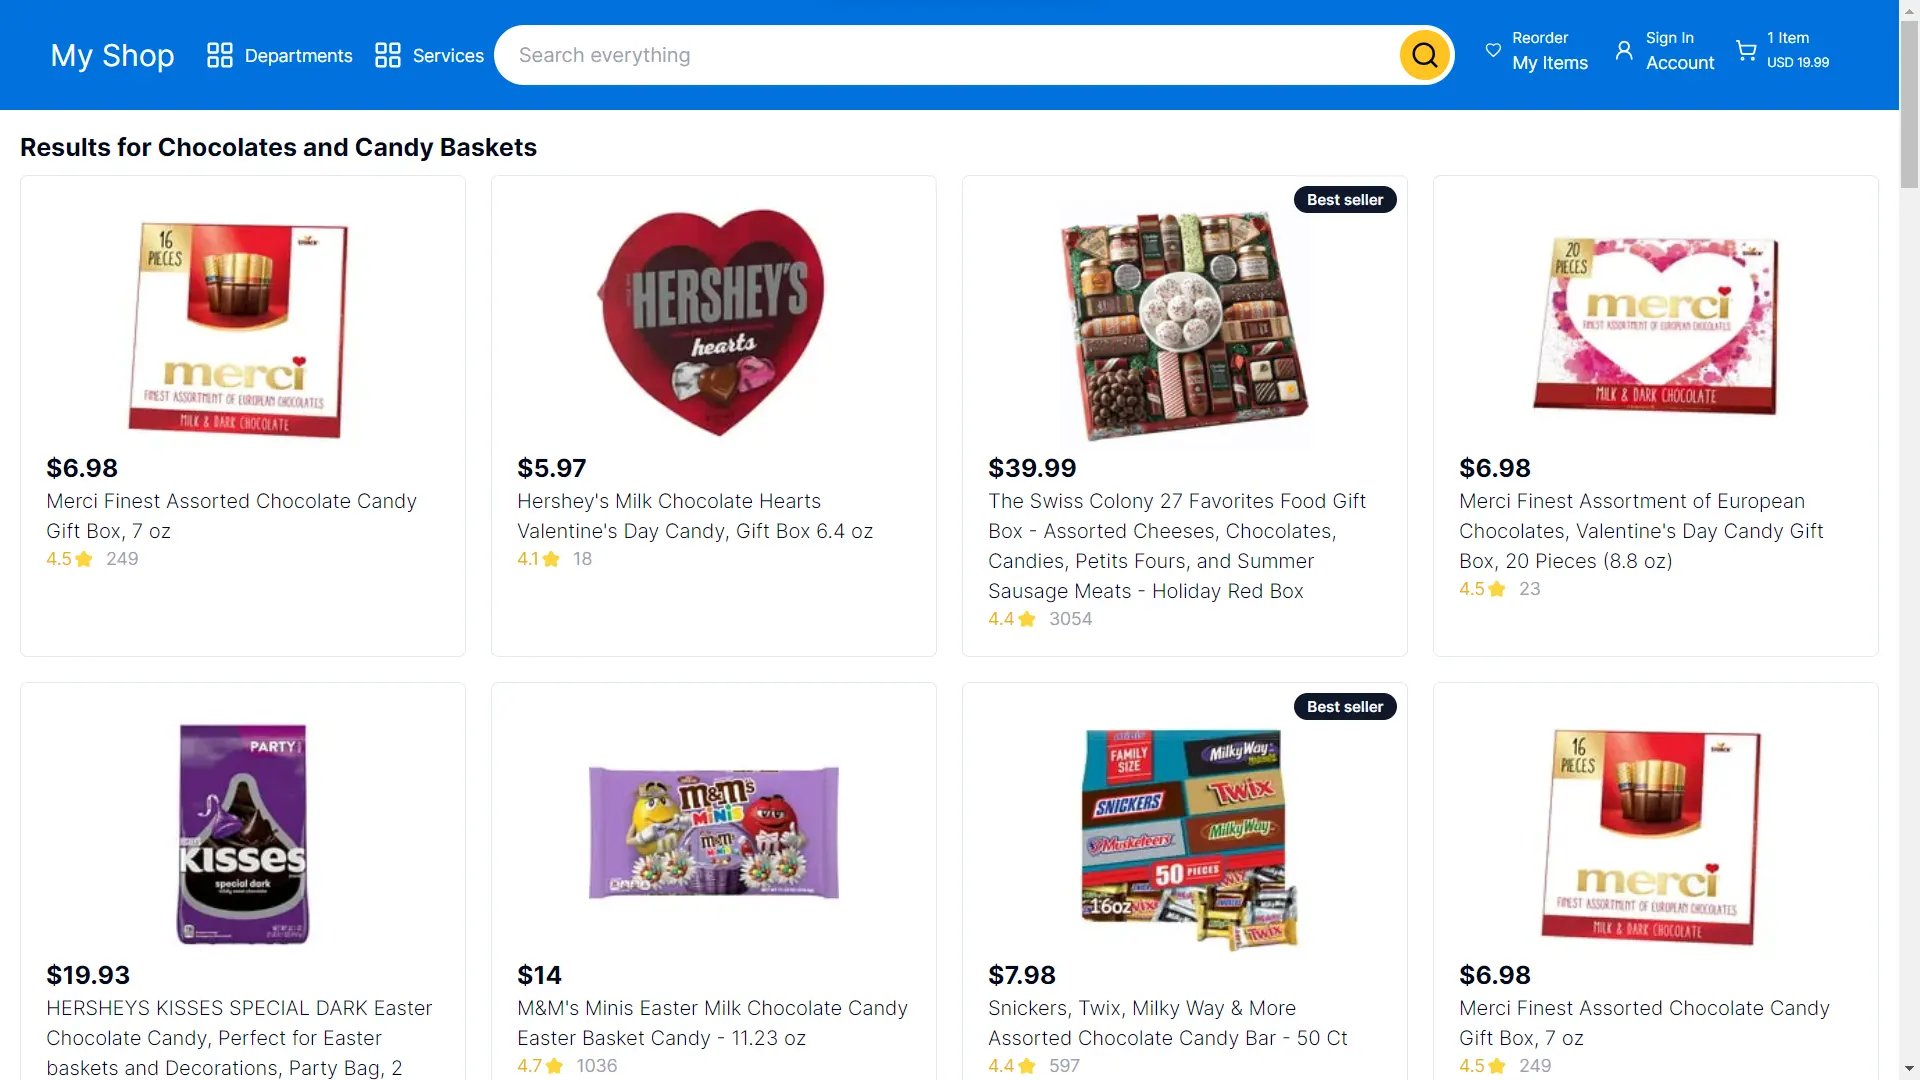 My Shop
Departments
Services
Search everything
Reorder
My Items
Sign In
Account
1 Item
USD 19.99
Results for Chocolates and Candy Baskets
16
PIECES
STORCK
merci
FINEST ASSORTMENT OF EUROPEAN CHOCOLATES
MILK & DARK CHOCOLATE
$6.98
Merci Finest Assorted Chocolate Candy
Gift Box, 7 oz
4.5 249
HERSHEY'S
hearts
$5.97
Hershey's Milk Chocolate Hearts
Valentine's Day Candy, Gift Box 6.4 oz
4.1 18
Best seller
$39.99
The Swiss Colony 27 Favorites Food Gift
Box - Assorted Cheeses, Chocolates,
Candies, Petits Fours, and Summer
Sausage Meats - Holiday Red Box
4.4 3054
20
PIECES
STORCK
merci
FINEST ASSORTMENT OF EUROPEAN CHOCOLATES
MILK & DARK CHOCOLATE
$6.98
Merci Finest Assortment of European
Chocolates, Valentine's Day Candy Gift
Box, 20 Pieces (8.8 oz)
4.5 23
PARTY
KISSES
special dark
$19.93
HERSHEYS KISSES SPECIAL DARK Easter
Chocolate Candy, Perfect for Easter
baskets and Decorations, Party Bag, 2
m&m's
MINIS
m&m's
$14
M&M's Minis Easter Milk Chocolate Candy
Easter Basket Candy - 11.23 oz
4.7 1036
Best seller
FAMILY
SIZE
MilkyWay
SNICKERS
TWIX
3Musketeers
MilkyWay
50 PIECES
16oz
TWIX
$7.98
Snickers, Twix, Milky Way & More
Assorted Chocolate Candy Bar - 50 Ct
4.4 597
16
PIECES
STORCK
merci
FINEST ASSORTMENT OF EUROPEAN CHOCOLATES
MILK & DARK CHOCOLATE
$6.98
Merci Finest Assorted Chocolate Candy
Gift Box, 7 oz
4.5 249